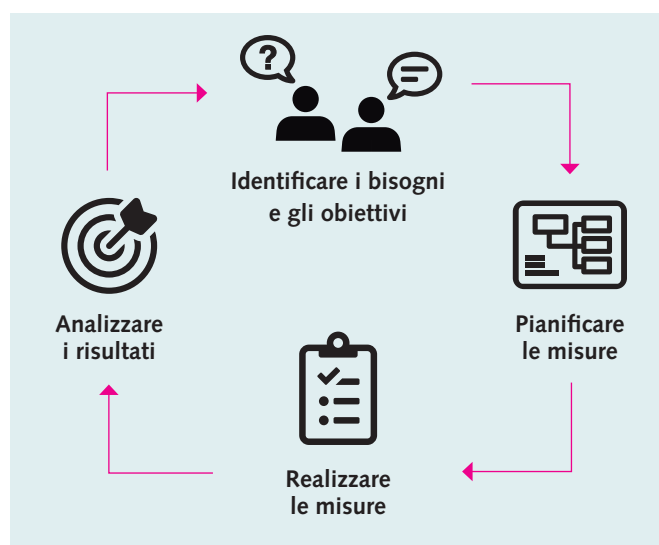 ?
Identificare i bisogni
e gli obiettivi
Pianificare
le misure
Realizzare
le misure
Analizzare
i risultati